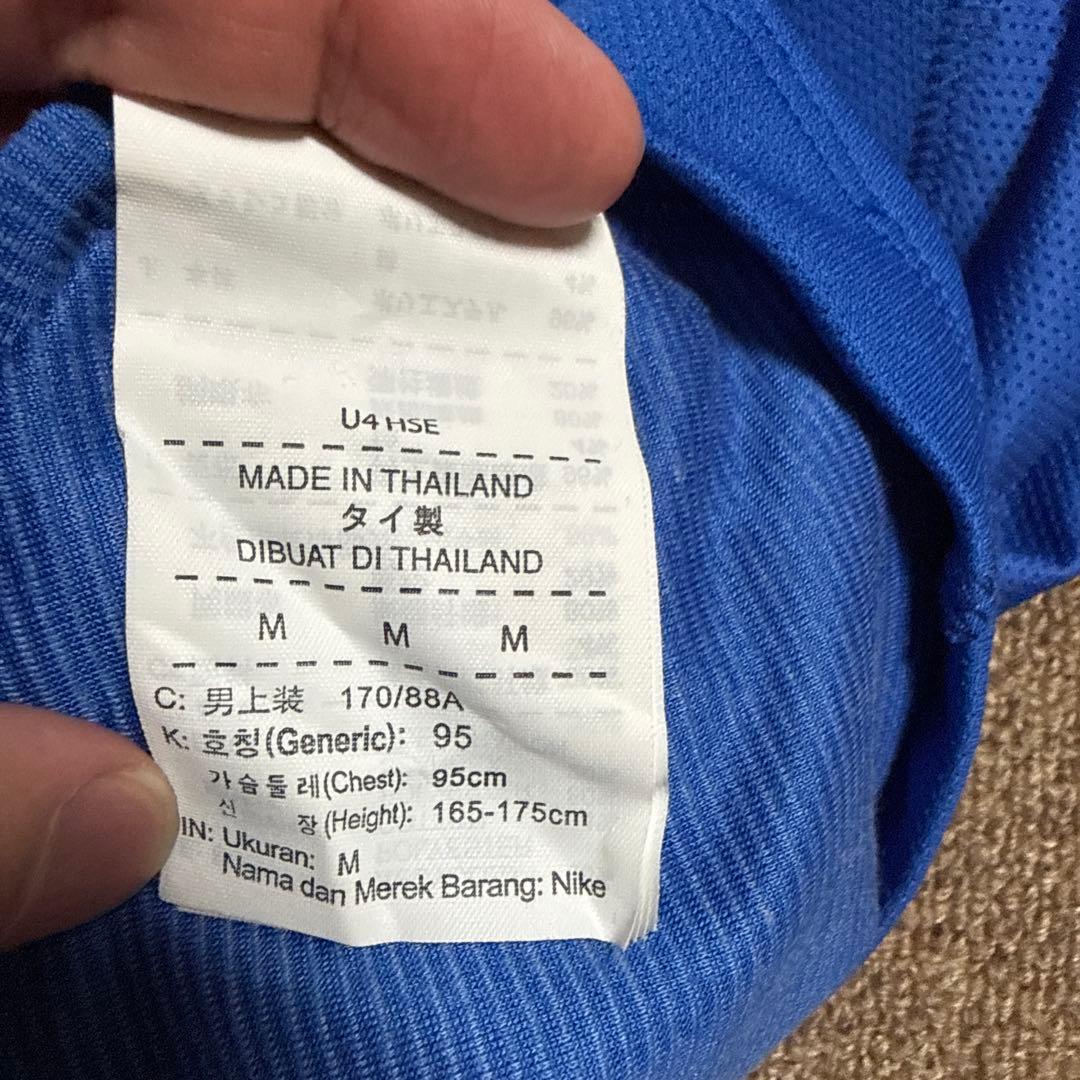 U4 HSE
MADE IN THAILAND
タイ製
DIBUAT DI THAILAND
M M M
C: 男上装 170/88A
K: 호칭(Generic): 95
가슴둘레(Chest): 95cm
신 장(Height): 165-175cm
IN: Ukuran: M
Nama dan Merek Barang: Nike